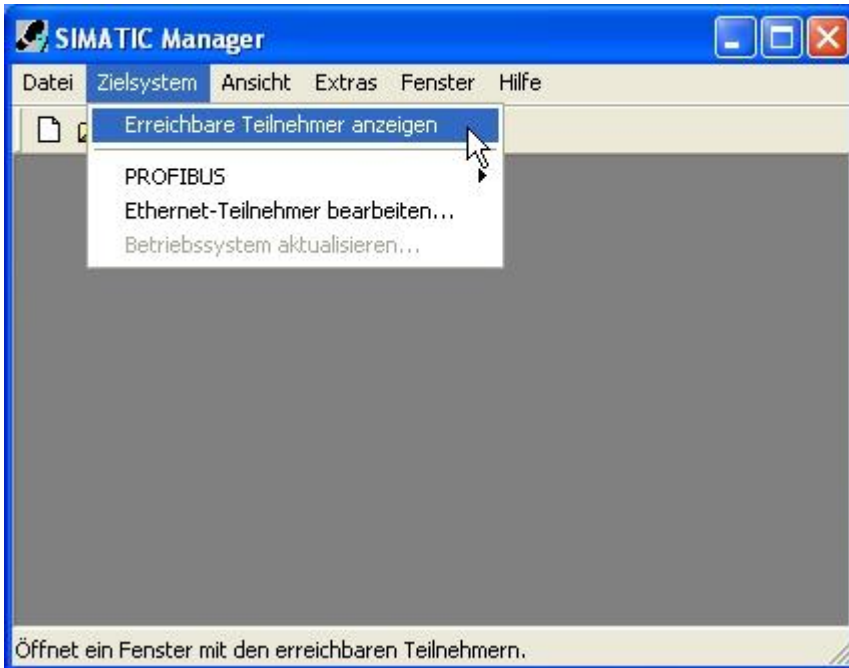 SIMATIC Manager
Datei Zielsystem Ansicht Extras Fenster Hilfe
Erreichbare Teilnehmer anzeigen
PROFIBUS
Ethernet-Teilnehmer bearbeiten...
Betriebssystem aktualisieren...
Öffnet ein Fenster mit den erreichbaren Teilnehmern.